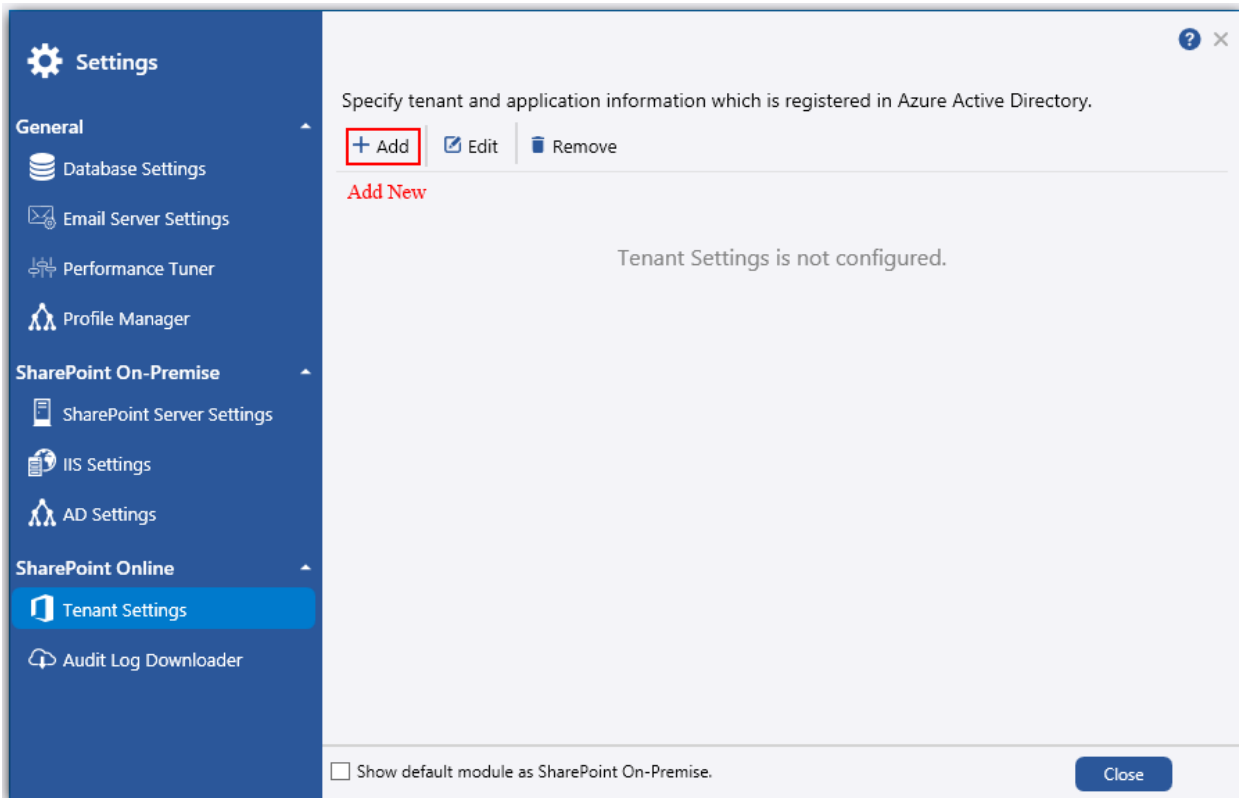 Settings
General
Database Settings
Email Server Settings
Performance Tuner
Profile Manager
SharePoint On-Premise
SharePoint Server Settings
IIS Settings
AD Settings
SharePoint Online
Tenant Settings
Audit Log Downloader
?
Specify tenant and application information which is registered in Azure Active Directory.
+ Add Edit Remove
Add New
Tenant Settings is not configured.
Show default module as SharePoint On-Premise.
Close